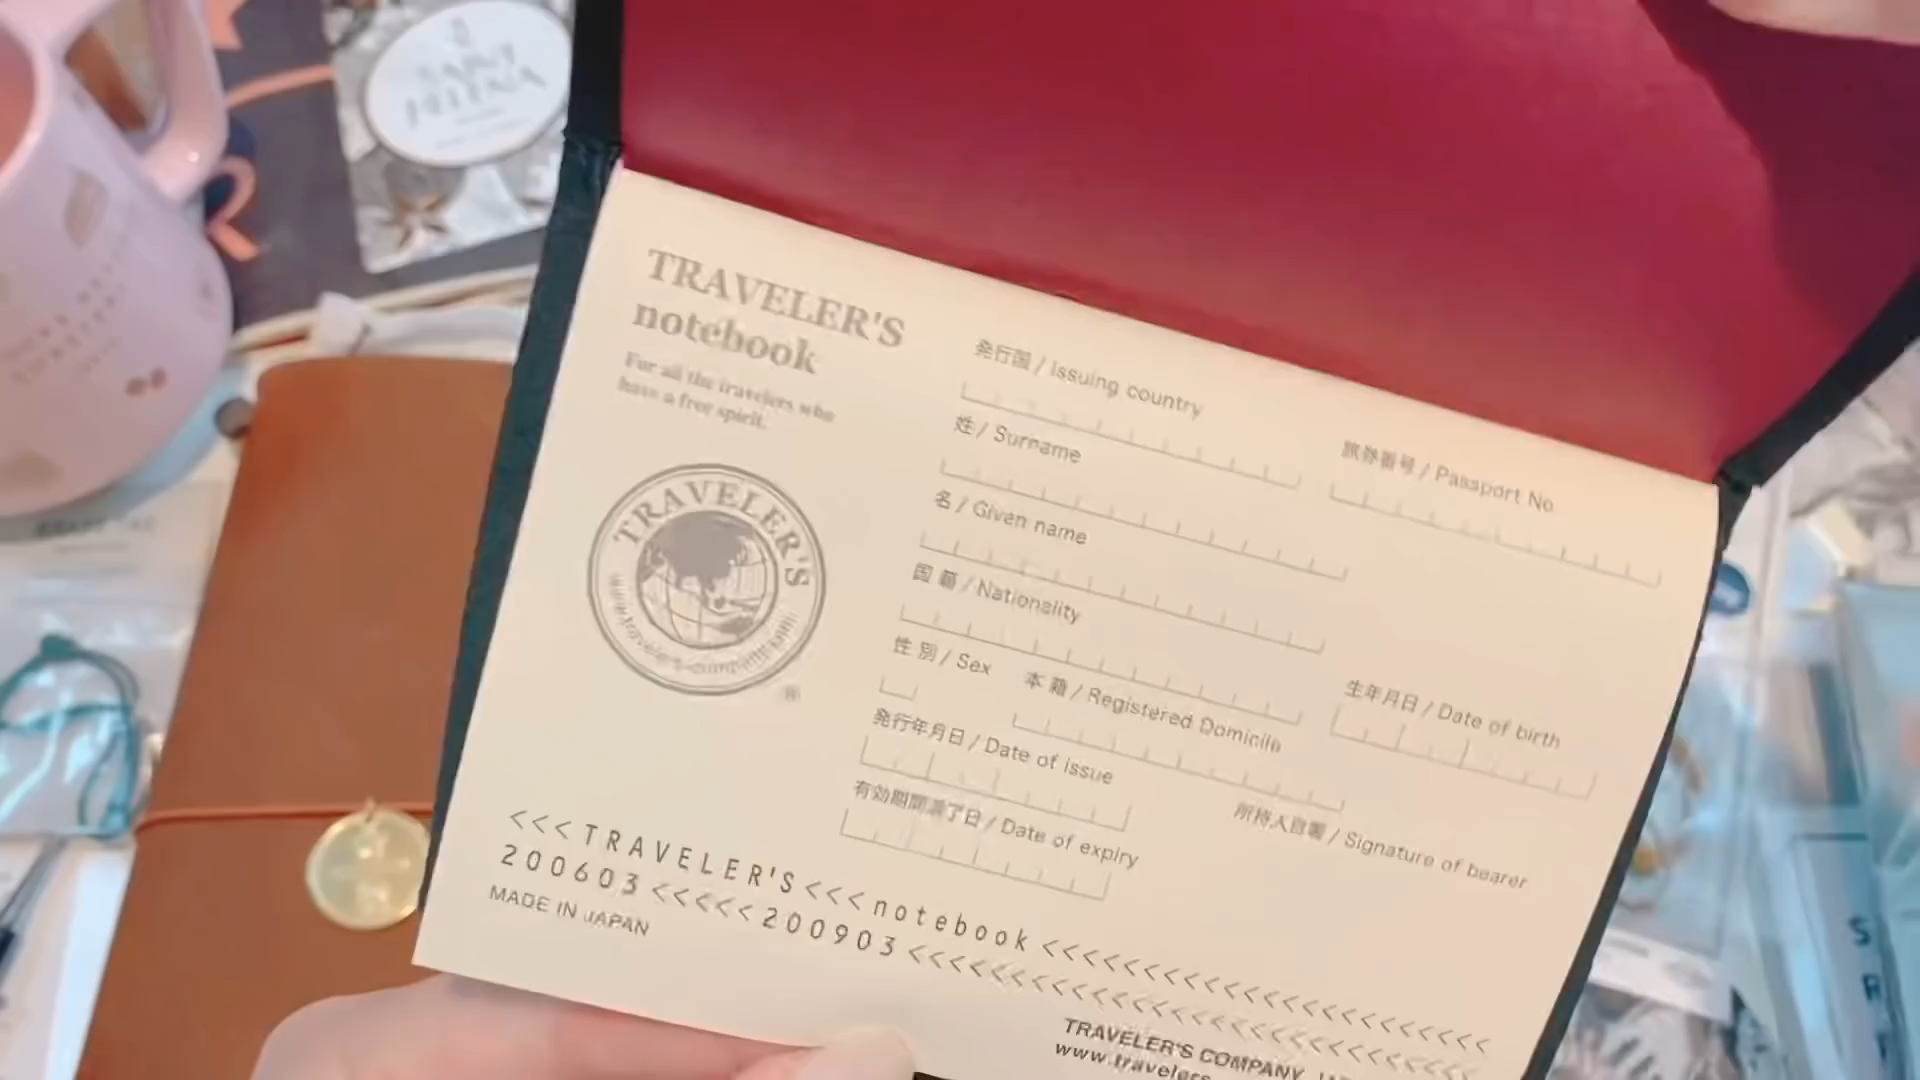 TRAVELER'S
notebook
For all the travelers who
have a free spirit.
TRAVELER'S
®
発行国 / Issuing country
旅券番号 / Passport No
姓 / Surname
名 / Given name
国 籍 / Nationality
生年月日 / Date of birth
性 別 / Sex
本 籍 / Registered Domicile
発行年月日 / Date of issue
所持人自署 / Signature of bearer
有効期間満了日 / Date of expiry
<<<TRAVELER'S<<<notebook<<<<<<<<<<<<<<<<<<<<<<
200603<<<<<200903<<<<<<<<<<<<<<<<<<<<<<<<<
MADE IN JAPAN
TRAVELER'S COMPANY
www.travelers
SAINT
HELENA